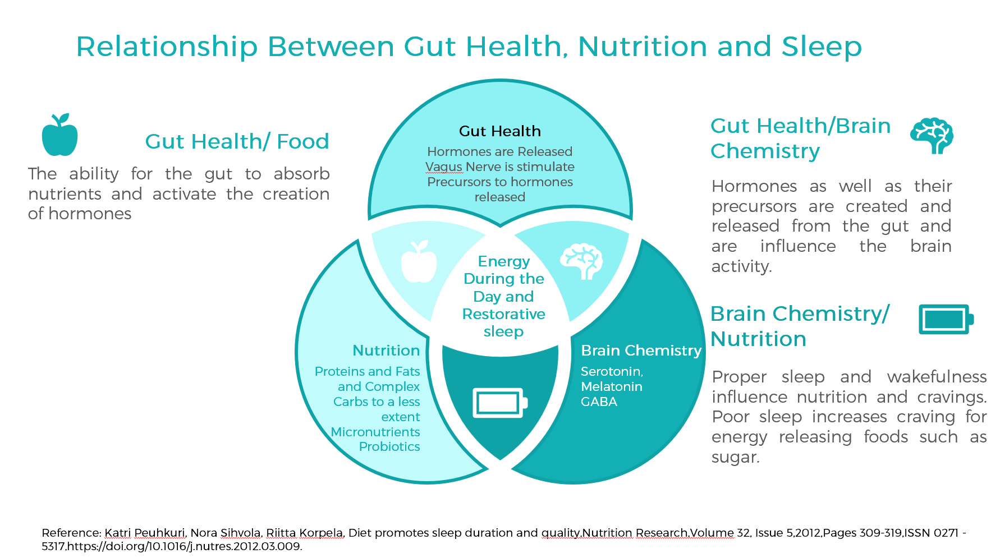 Relationship Between Gut Health, Nutrition and Sleep
Gut Health/ Food
The ability for the gut to absorb
nutrients and activate the creation
of hormones
Gut Health
Hormones are Released
Vagus Nerve is stimulate
Precursors to hormones
released
Energy
During the
Day and
Restorative
sleep
Nutrition
Proteins and Fats
and Complex
Carbs to a less
extent
Micronutrients
Probiotics
Brain Chemistry
Serotonin,
Melatonin
GABA
Gut Health/Brain
Chemistry
Hormones as well as their
precursors are created and
released from the gut and
are influence the brain
activity.
Brain Chemistry/
Nutrition
Proper sleep and wakefulness
influence nutrition and cravings.
Poor sleep increases craving for
energy releasing foods such as
sugar.
Reference: Katri Peuhkuri, Nora Sihvola, Riitta Korpela, Diet promotes sleep duration and quality,Nutrition Research,Volume 32, Issue 5,2012,Pages 309-319,ISSN 0271 -
5317,https://doi.org/10.1016/j.nutres.2012.03.009.